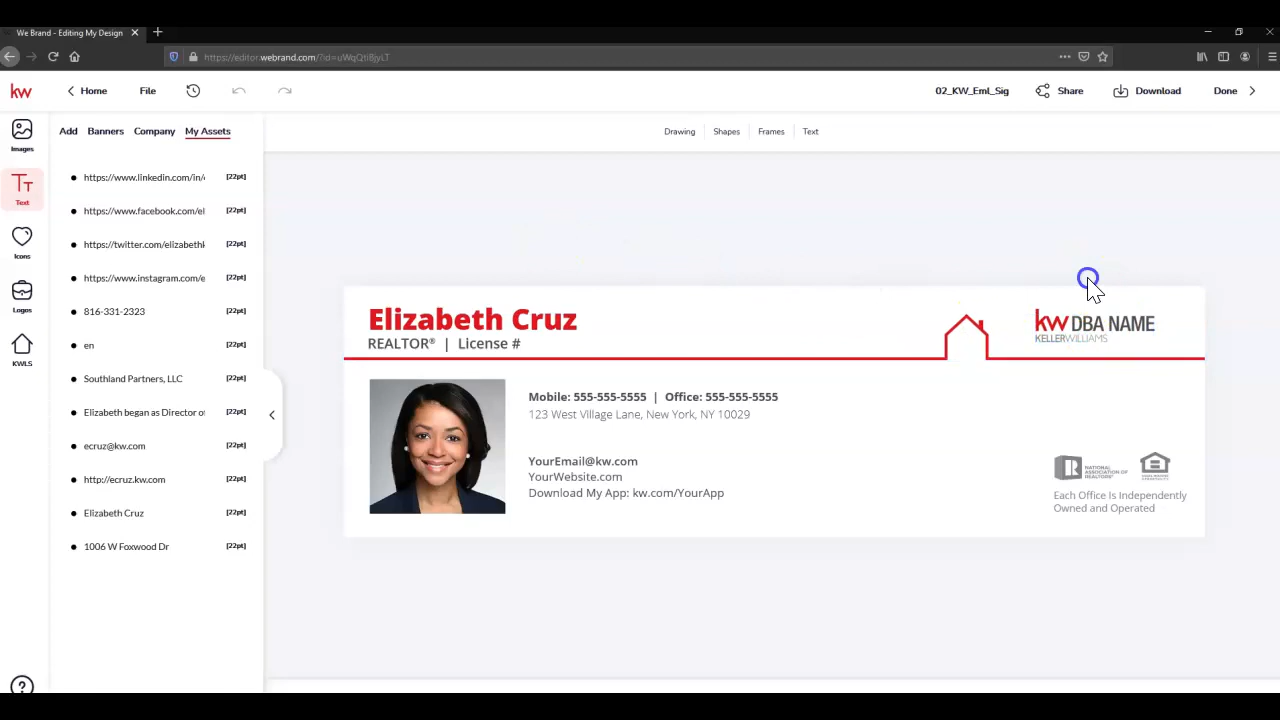 We Brand - Editing My Design
https://editor.webrand.com/?id=uWqQtiBjyLT
kw
Home
File
02_KW_Eml_Sig
Share
Download
Done
Images
Text
Icons
Logos
KWLS
Add
Banners
Company
My Assets
https://www.linkedin.com/in/ [22pt]
https://www.facebook.com/el [22pt]
https://twitter.com/elizabethk [22pt]
https://www.instagram.com/e [22pt]
816-331-2323 [22pt]
en [22pt]
Southland Partners, LLC [22pt]
Elizabeth began as Director of [22pt]
ecruz@kw.com [22pt]
http://ecruz.kw.com [22pt]
Elizabeth Cruz [22pt]
1006 W Foxwood Dr [22pt]
Drawing
Shapes
Frames
Text
Elizabeth Cruz
REALTOR® | License #
kw DBA NAME
KELLERWILLIAMS
Mobile: 555-555-5555 | Office: 555-555-5555
123 West Village Lane, New York, NY 10029
YourEmail@kw.com
YourWebsite.com
Download My App: kw.com/YourApp
NATIONAL
ASSOCIATION OF
REALTORS®
Each Office Is Independently
Owned and Operated